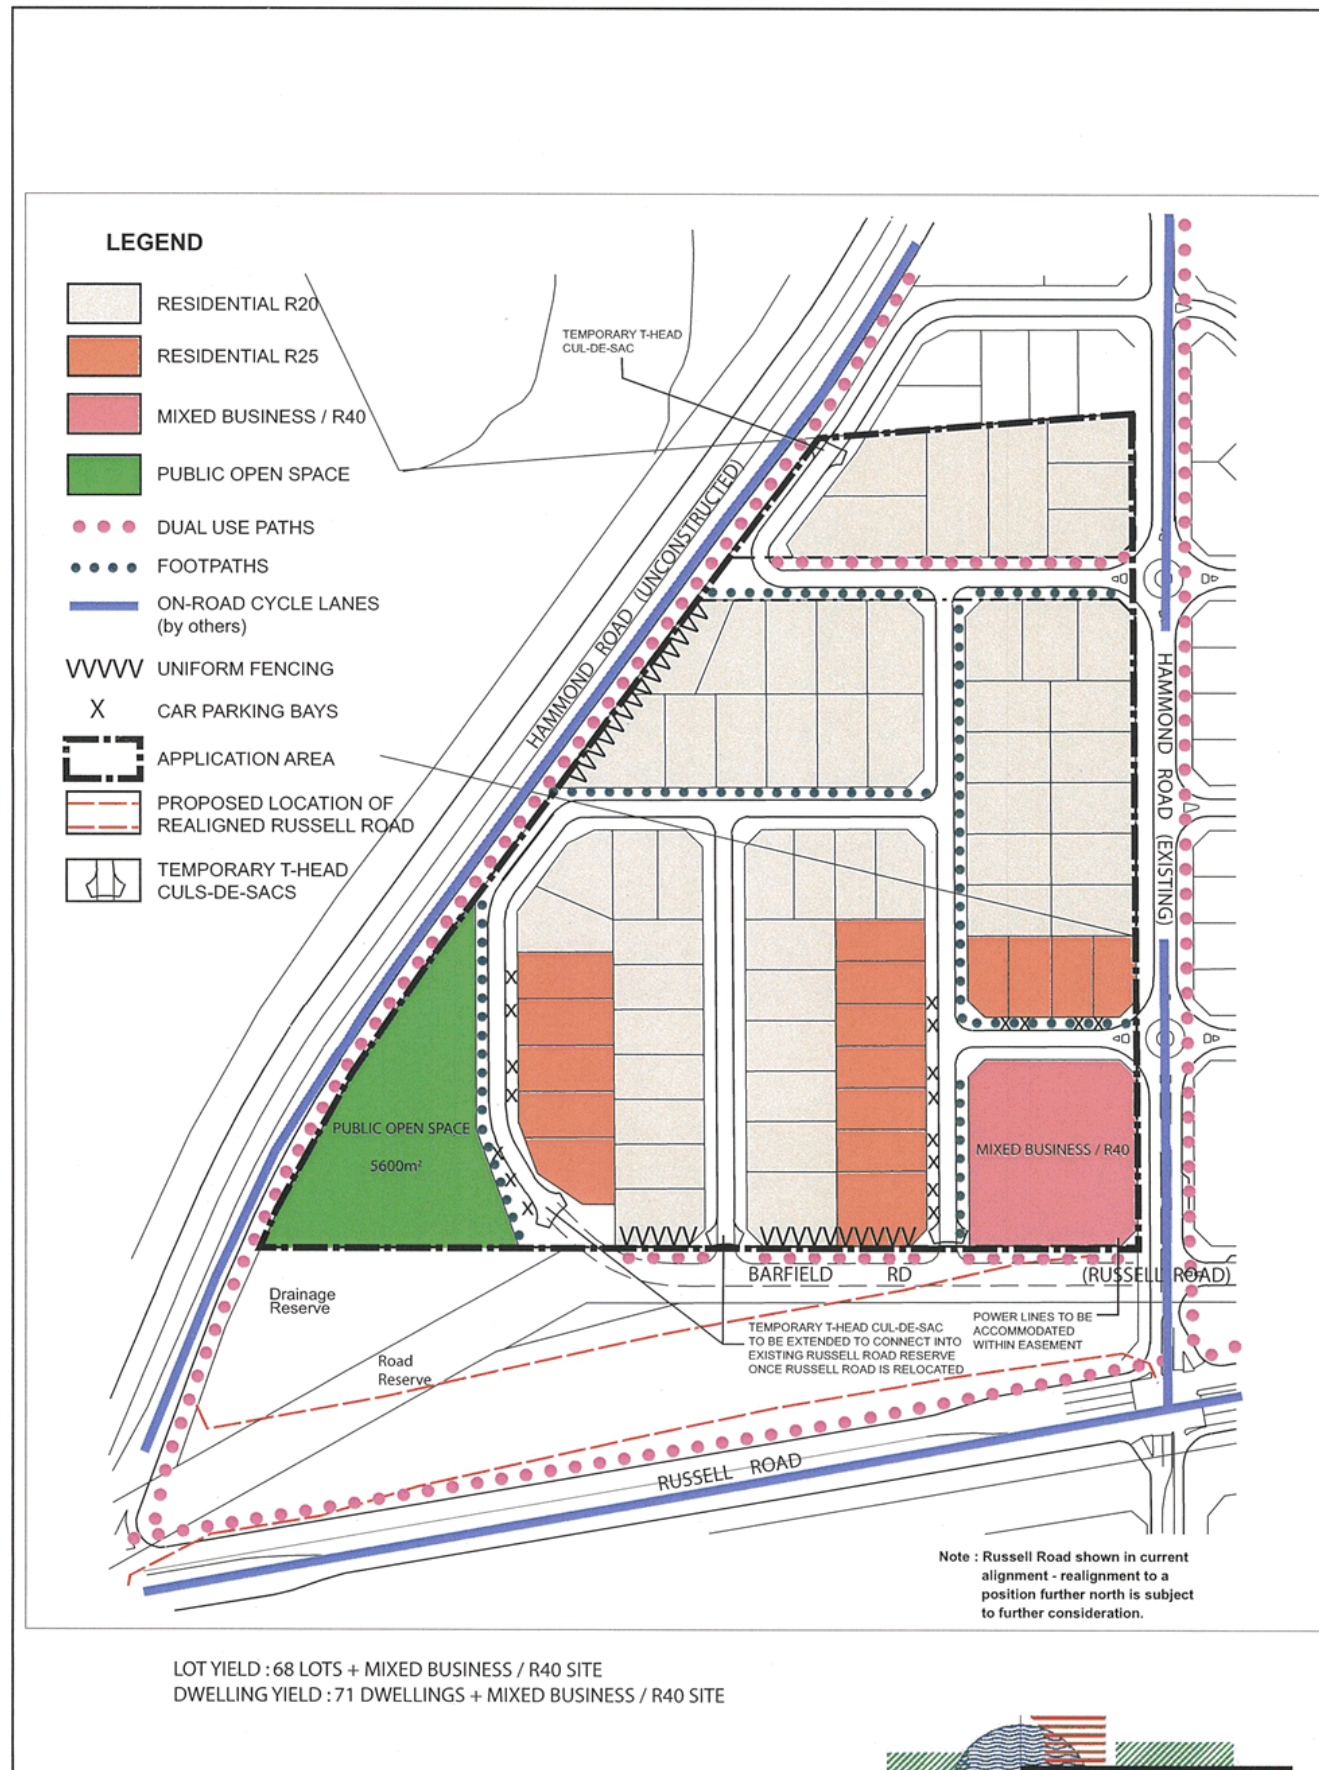 LEGEND
RESIDENTIAL R20
RESIDENTIAL R25
MIXED BUSINESS / R40
PUBLIC OPEN SPACE
DUAL USE PATHS
FOOTPATHS
ON-ROAD CYCLE LANES
(by others)
UNIFORM FENCING
X CAR PARKING BAYS
APPLICATION AREA
PROPOSED LOCATION OF
REALIGNED RUSSELL ROAD
TEMPORARY T-HEAD
CULS-DE-SACS
TEMPORARY T-HEAD
CUL-DE-SAC
HAMMOND ROAD (UNCONSTRUCTED)
HAMMOND ROAD (EXISTING)
PUBLIC OPEN SPACE
5600m²
MIXED BUSINESS / R40
BARFIELD RD (RUSSELL ROAD)
Drainage
Reserve
Road
Reserve
TEMPORARY T-HEAD CUL-DE-SAC
TO BE EXTENDED TO CONNECT INTO
EXISTING RUSSELL ROAD RESERVE
ONCE RUSSELL ROAD IS RELOCATED
POWER LINES TO BE
ACCOMMODATED
WITHIN EASEMENT
RUSSELL ROAD
Note : Russell Road shown in current
alignment - realignment to a
position further north is subject
to further consideration.
LOT YIELD : 68 LOTS + MIXED BUSINESS / R40 SITE
DWELLING YIELD : 71 DWELLINGS + MIXED BUSINESS / R40 SITE